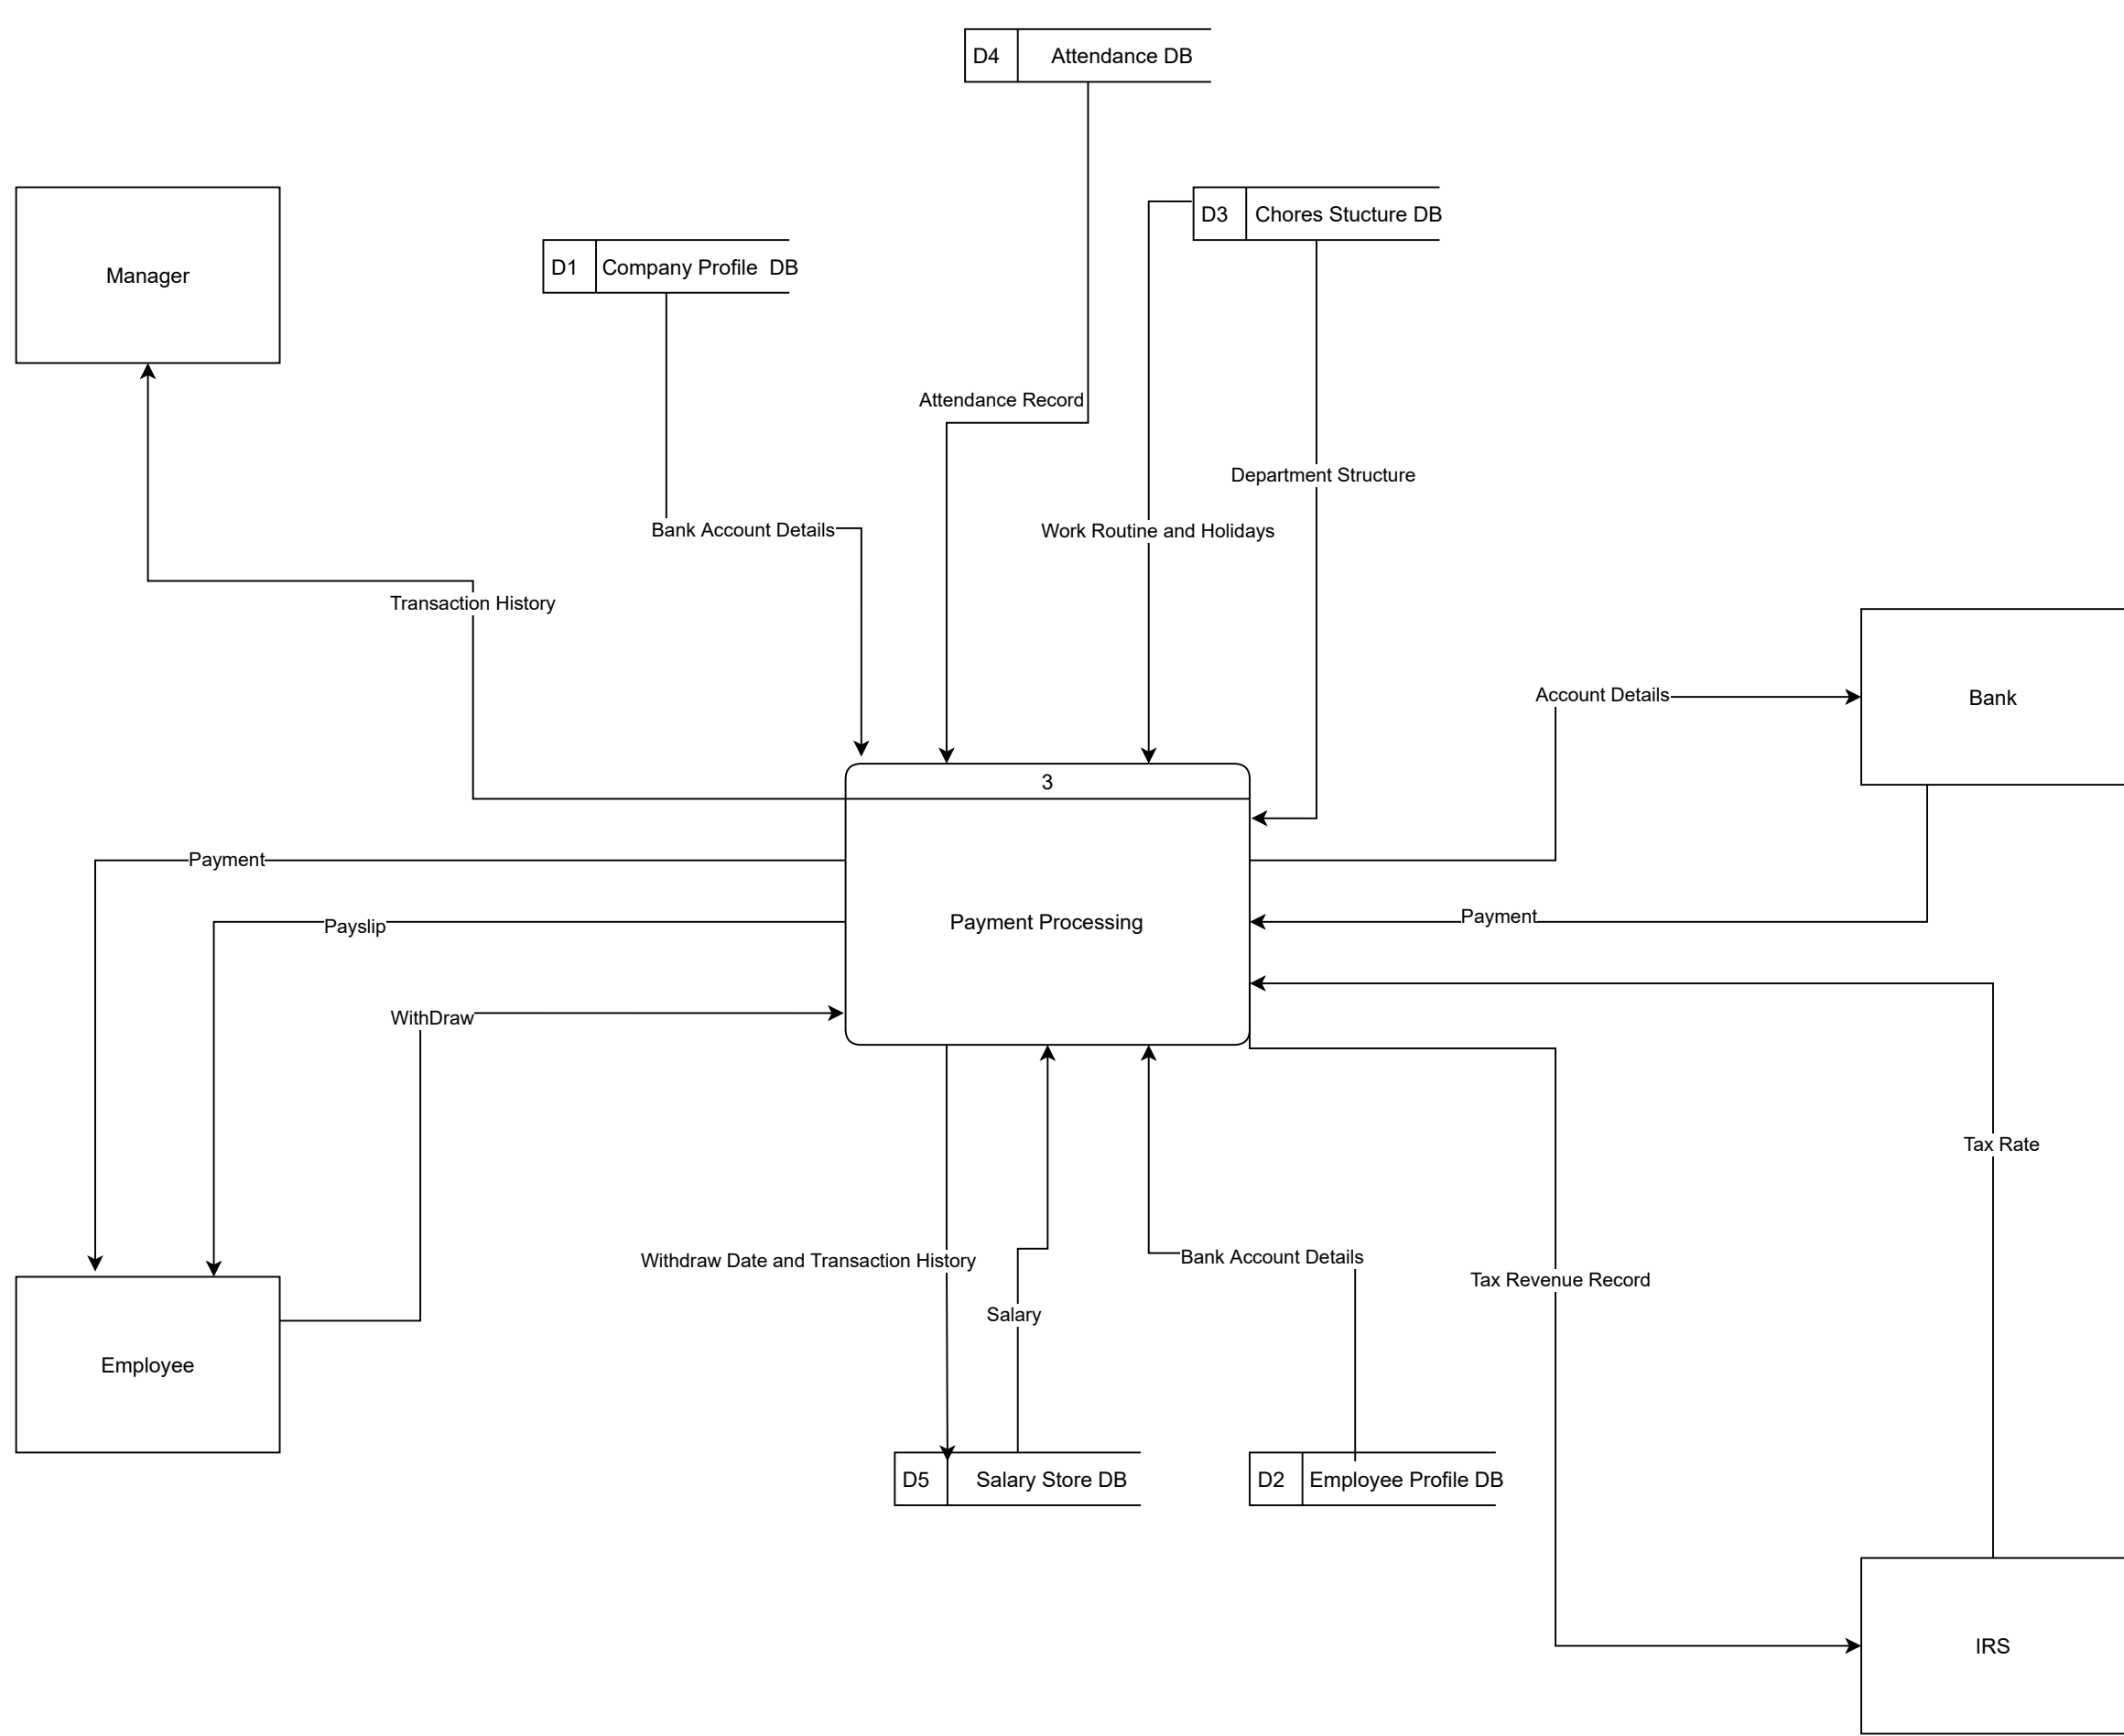 D4 Attendance DB
D3 Chores Stucture DB
D1 Company Profile  DB
Manager
Attendance Record
Department Structure
Bank Account Details
Work Routine and Holidays
Transaction History
Account Details
Bank
3
Payment
Payment
Payslip
Payment Processing
WithDraw
Tax Rate
Withdraw Date and Transaction History
Bank Account Details
Tax Revenue Record
Salary
Employee
D5 Salary Store DB
D2 Employee Profile DB
IRS